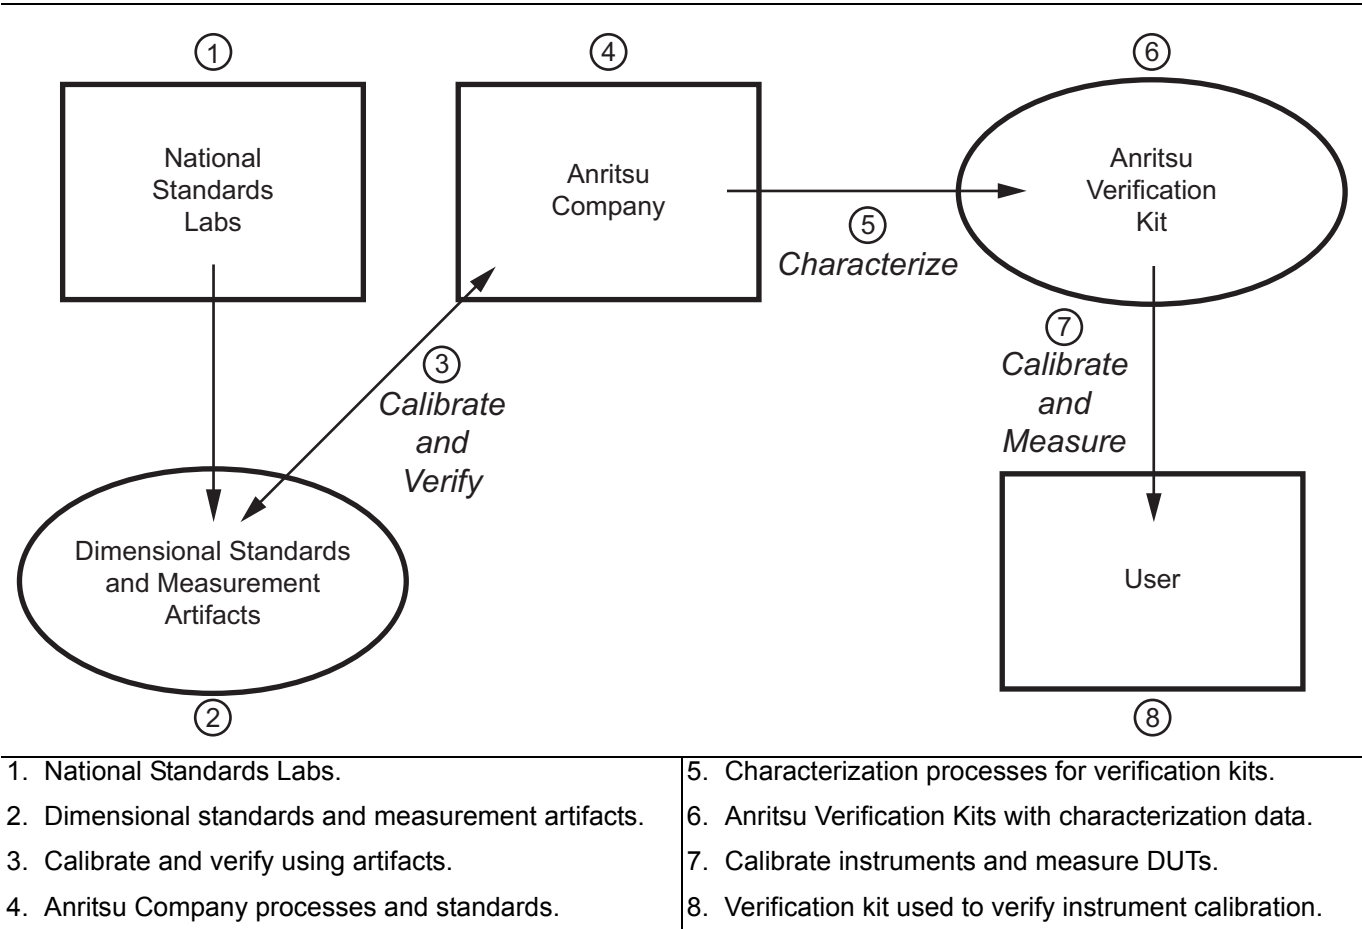 1
4
6
National
Standards
Labs
Anritsu
Company
Anritsu
Verification
Kit
5
Characterize
3
Calibrate
and
Verify
7
Calibrate
and
Measure
Dimensional Standards
and Measurement
Artifacts
User
2
8
1. National Standards Labs.
2. Dimensional standards and measurement artifacts.
3. Calibrate and verify using artifacts.
4. Anritsu Company processes and standards.
5. Characterization processes for verification kits.
6. Anritsu Verification Kits with characterization data.
7. Calibrate instruments and measure DUTs.
8. Verification kit used to verify instrument calibration.